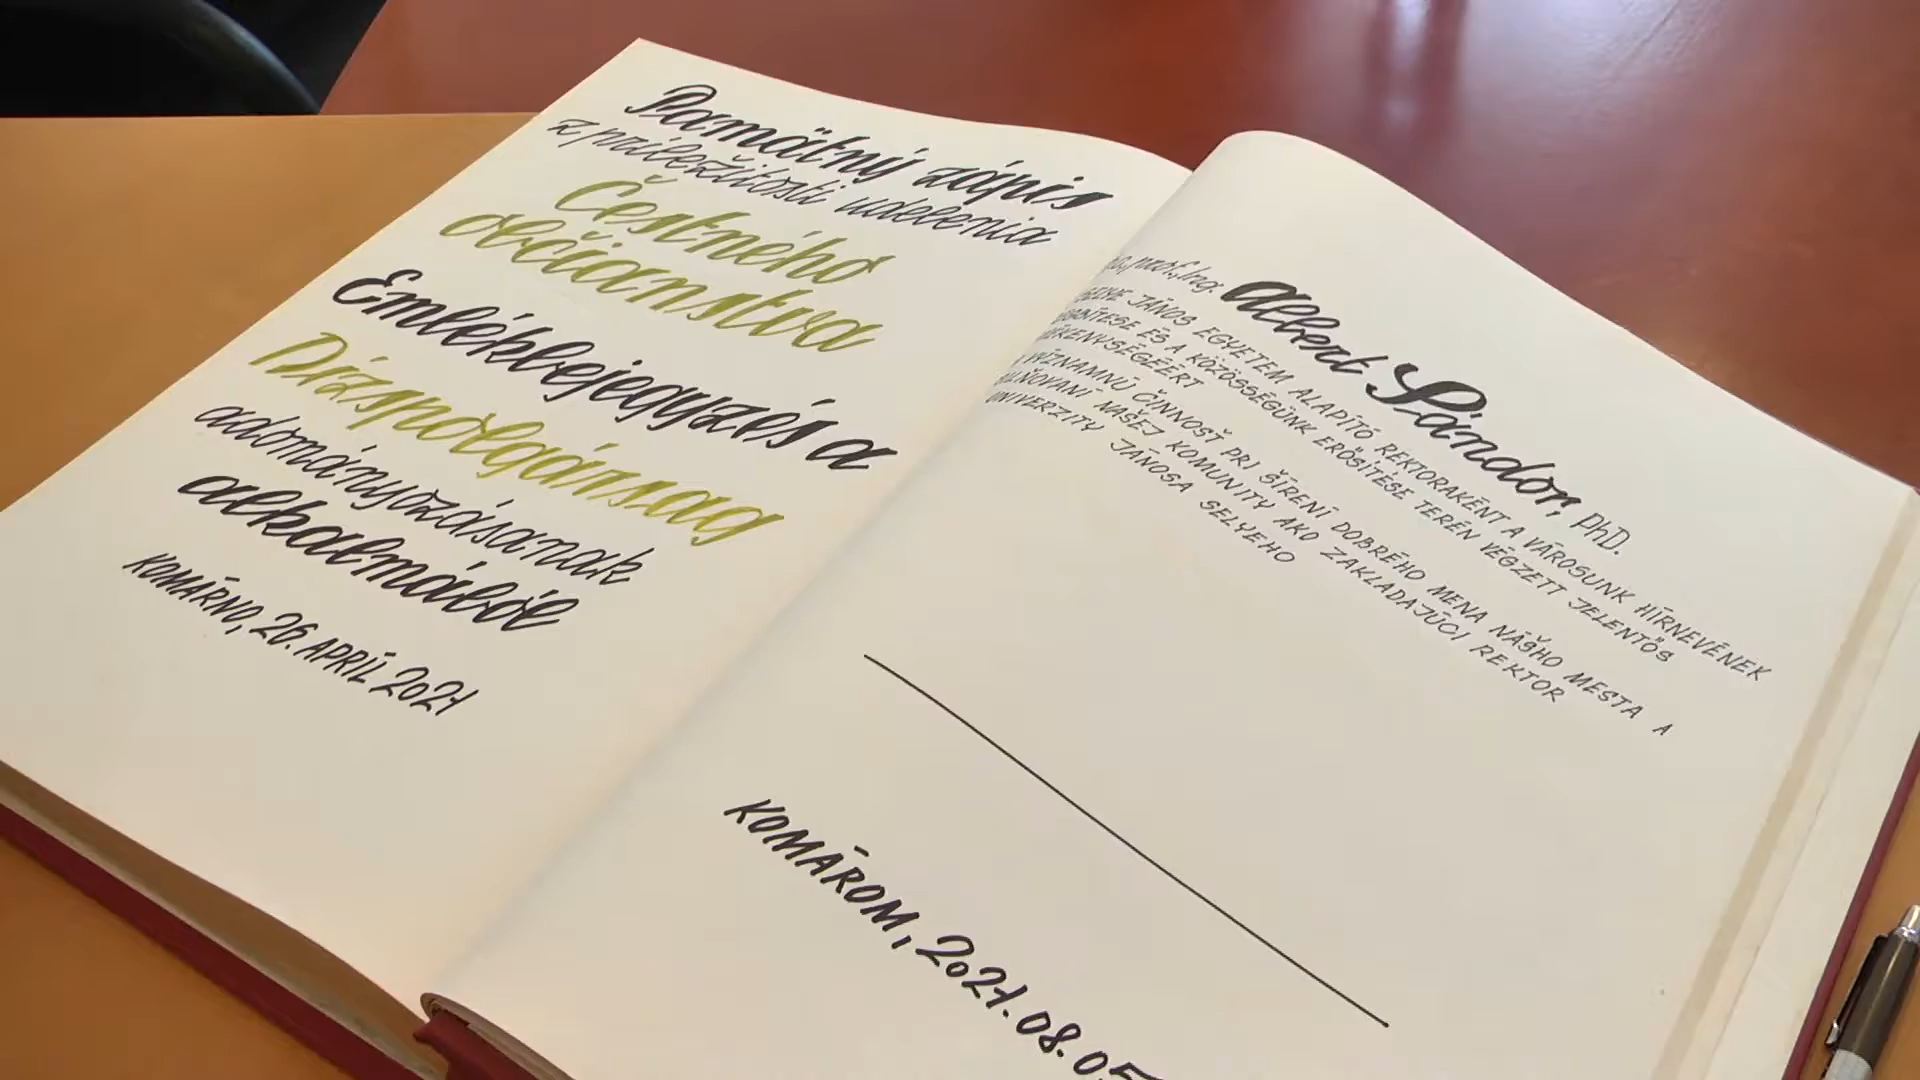 Pamätný zápis
z príležitosti udelenia
Čestného
občianstva
Emlékbejegyzés a
Díszpolgárság
adományozásának
alkalmából
KOMÁRNO, 26. APRÍL 2021
prof., Ing. Albert Sándor, PhD.
JÁNOS EGYETEM ALAPÍTÓ REKTORAKÉNT A VÁROSUNK HÍRNEVÉNEK
ÉS A KÖZÖSSÉGÜNK ERŐSÍTÉSE TERÉN VÉGZETT JELENTŐS
VÝZNAMNÚ ČINNOSŤ PRI ŠÍRENÍ DOBRÉHO MENA NÁŠHO MESTA A
NAŠEJ KOMUNITY AKO ZAKLADAJÚCI REKTOR
UNIVERZITY JÁNOSA SELYEHO
KOMÁROM, 2021.08.05